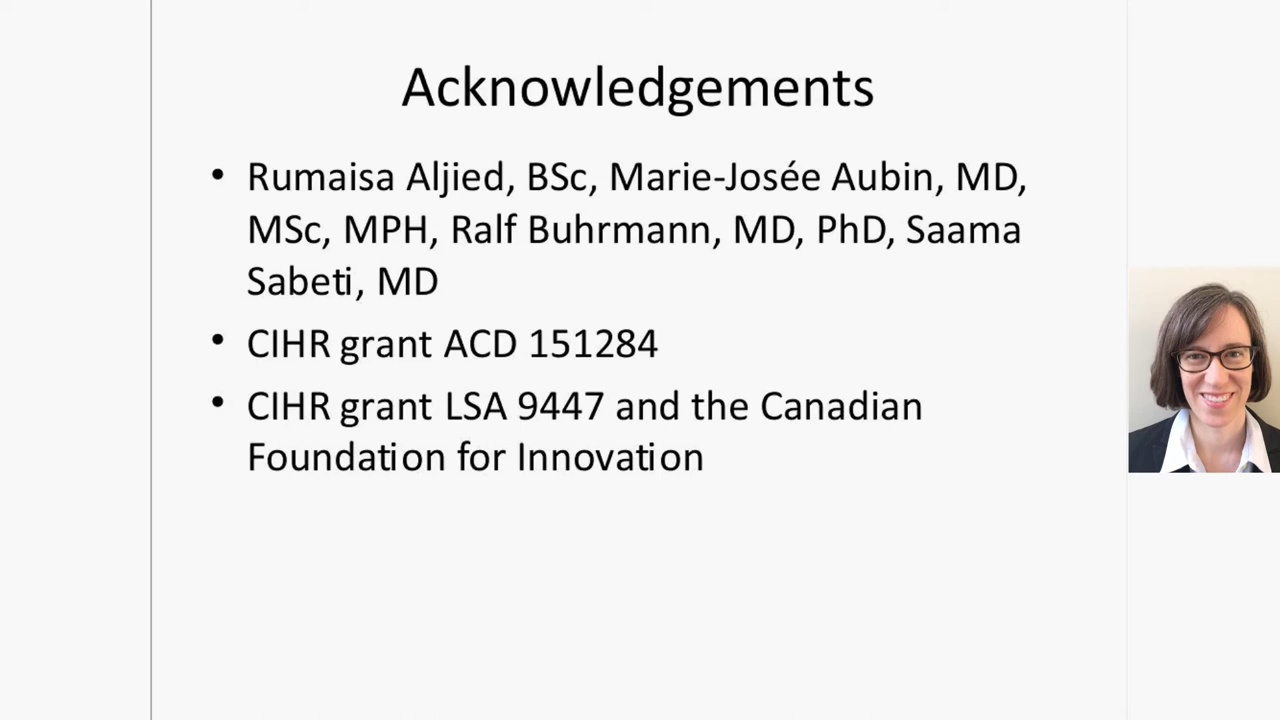 Acknowledgements
• Rumaisa Aljied, BSc, Marie-Josée Aubin, MD,
MSc, MPH, Ralf Buhrmann, MD, PhD, Saama
Sabeti, MD
• CIHR grant ACD 151284
• CIHR grant LSA 9447 and the Canadian
Foundation for Innovation